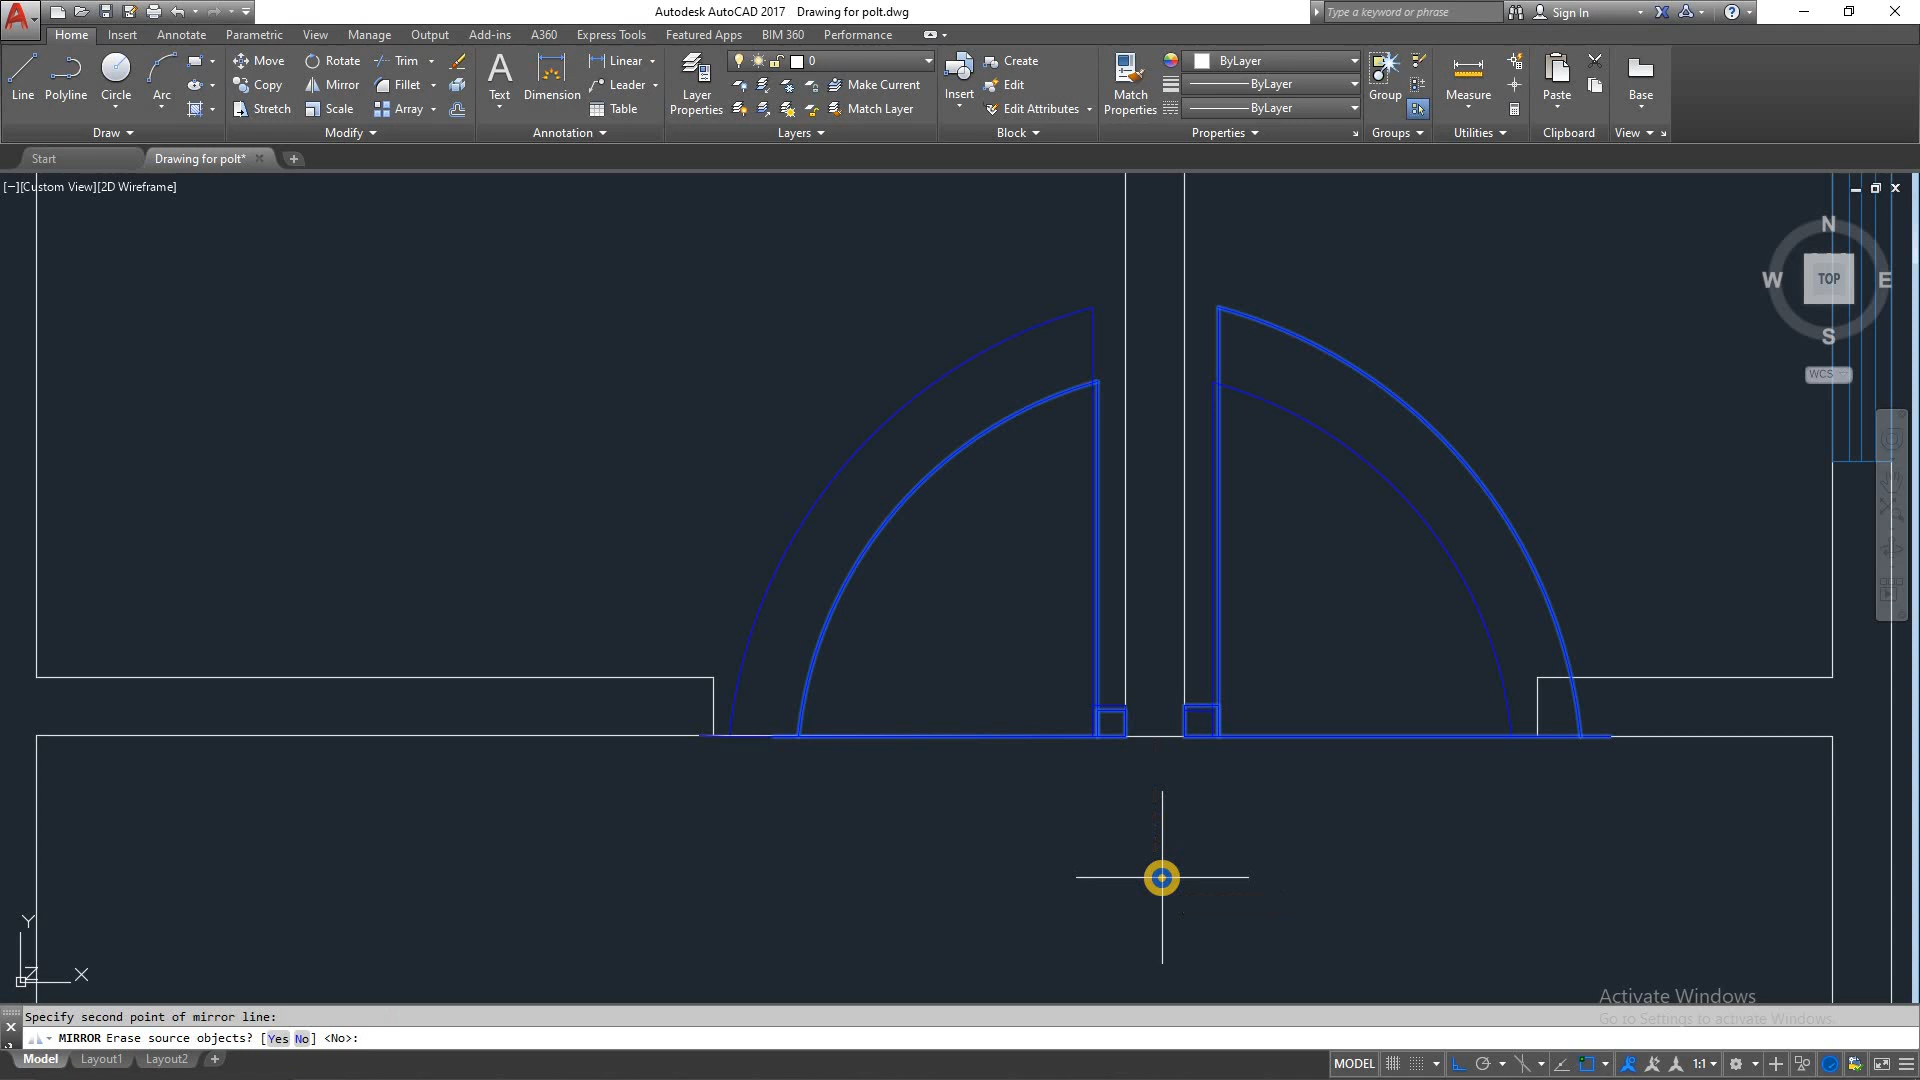 A
Autodesk AutoCAD 2017 Drawing for polt.dwg
Type a keyword or phrase
Sign In
Home Insert Annotate Parametric View Manage Output Add-ins A360 Express Tools Featured Apps BIM 360 Performance
Line
Polyline
Circle
Arc
Draw
Move
Rotate
Trim
Copy
Mirror
Fillet
Stretch
Scale
Array
Modify
A
Text
Dimension
Linear
Leader
Table
Annotation
Layer
Properties
0
Make Current
Match Layer
Layers
Insert
Create
Edit
Edit Attributes
Block
Match
Properties
ByLayer
ByLayer
ByLayer
Properties
Group
Groups
Measure
Utilities
Paste
Clipboard
Base
View
Start
Drawing for polt*
[−][Custom View][2D Wireframe]
N
W
TOP
E
S
WCS
Y
Z
X
Activate Windows
Go to Settings to activate Windows.
Specify second point of mirror line:
MIRROR Erase source objects? [Yes No] <No>:
Model
Layout1
Layout2
MODEL
1:1